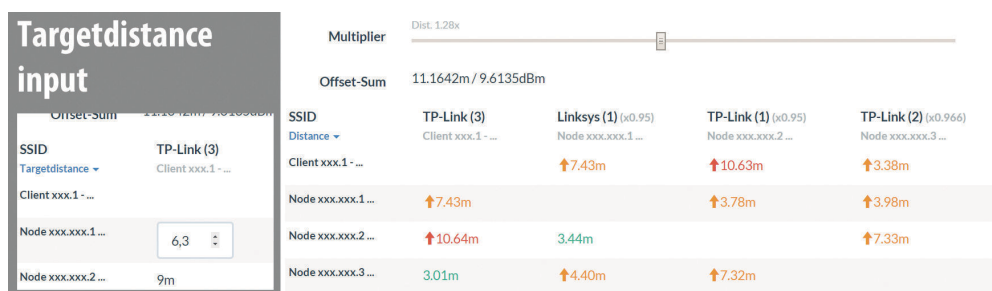 Targetdistance
input
Offset-Sum
SSID TP-Link (3)
Targetdistance Client xxx.1 - ...
Client xxx.1 - ...
Node xxx.xxx.1 ... 6,3
Node xxx.xxx.2 ... 9m
Dist. 1.28x
Multiplier
Offset-Sum 11.1642m / 9.6135dBm
SSID TP-Link (3) Linksys (1) (x0.95) TP-Link (1) (x0.95) TP-Link (2) (x0.966)
Distance Client xxx.1 - ... Node xxx.xxx.1 ... Node xxx.xxx.2 ... Node xxx.xxx.3 ...
Client xxx.1 - ... 7.43m 10.63m 3.38m
Node xxx.xxx.1 ... 7.43m 3.78m 3.98m
Node xxx.xxx.2 ... 10.64m 3.44m 7.33m
Node xxx.xxx.3 ... 3.01m 4.40m 7.32m